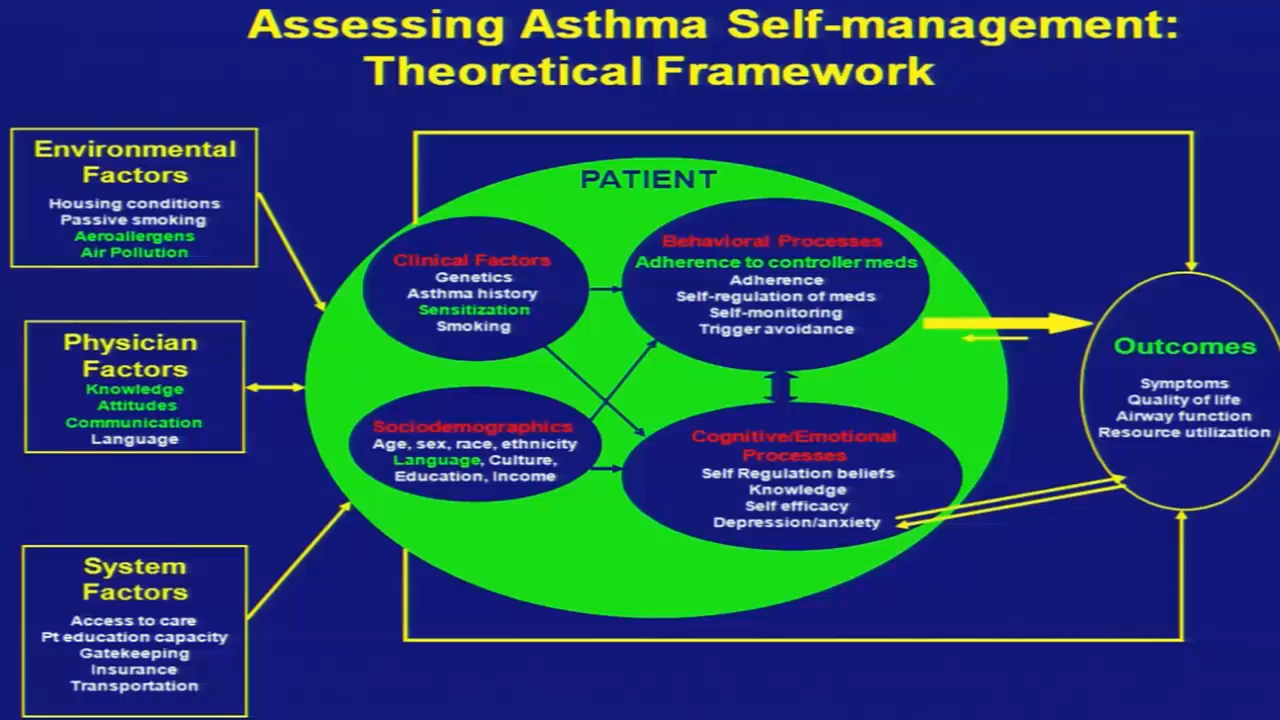 Assessing Asthma Self-management:
Theoretical Framework
Environmental
Factors
Housing conditions
Passive smoking
Aeroallergens
Air Pollution
Physician
Factors
Knowledge
Attitudes
Communication
Language
System
Factors
Access to care
Pt education capacity
Gatekeeping
Insurance
Transportation
PATIENT
Clinical Factors
Genetics
Asthma history
Sensitization
Smoking
Sociodemographics
Age, sex, race, ethnicity
Language, Culture,
Education, Income
Behavioral Processes
Adherence to controller meds
Adherence
Self-regulation of meds
Self-monitoring
Trigger avoidance
Cognitive/Emotional
Processes
Self Regulation beliefs
Knowledge
Self efficacy
Depression/anxiety
Outcomes
Symptoms
Quality of life
Airway function
Resource utilization